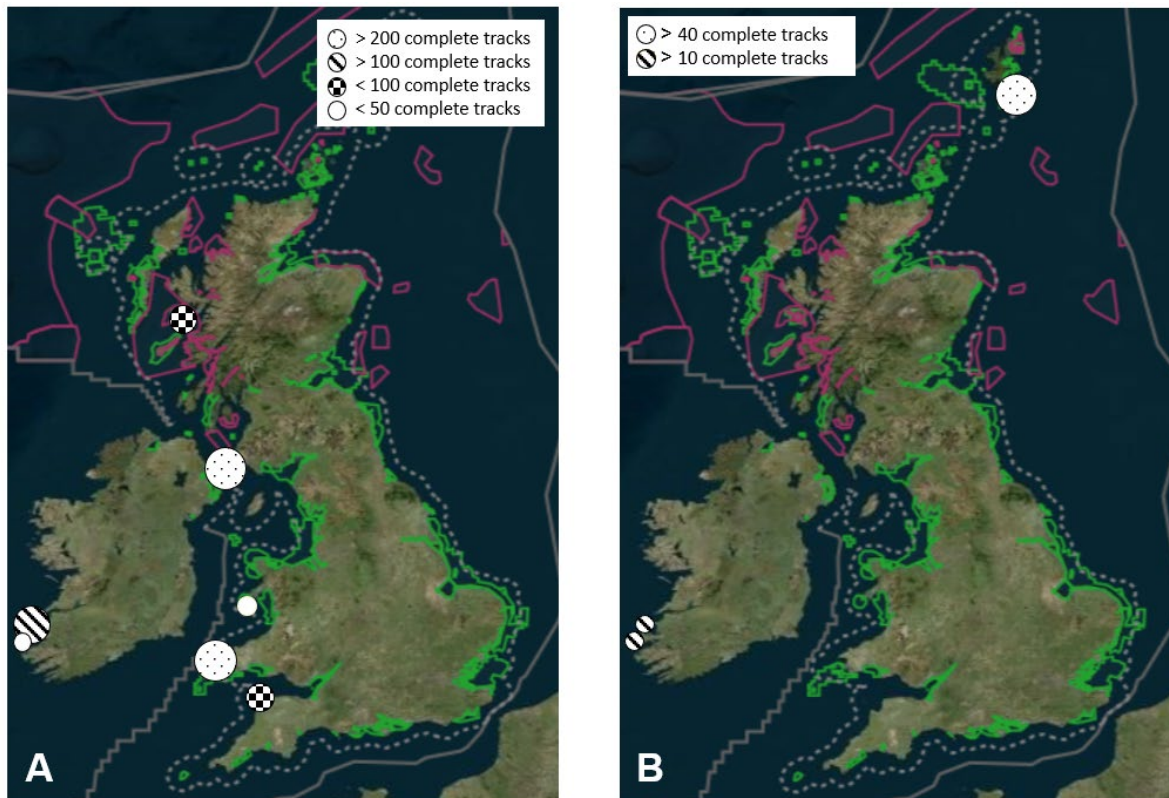 > 200 complete tracks
> 100 complete tracks
< 100 complete tracks
< 50 complete tracks
> 40 complete tracks
> 10 complete tracks
A
B